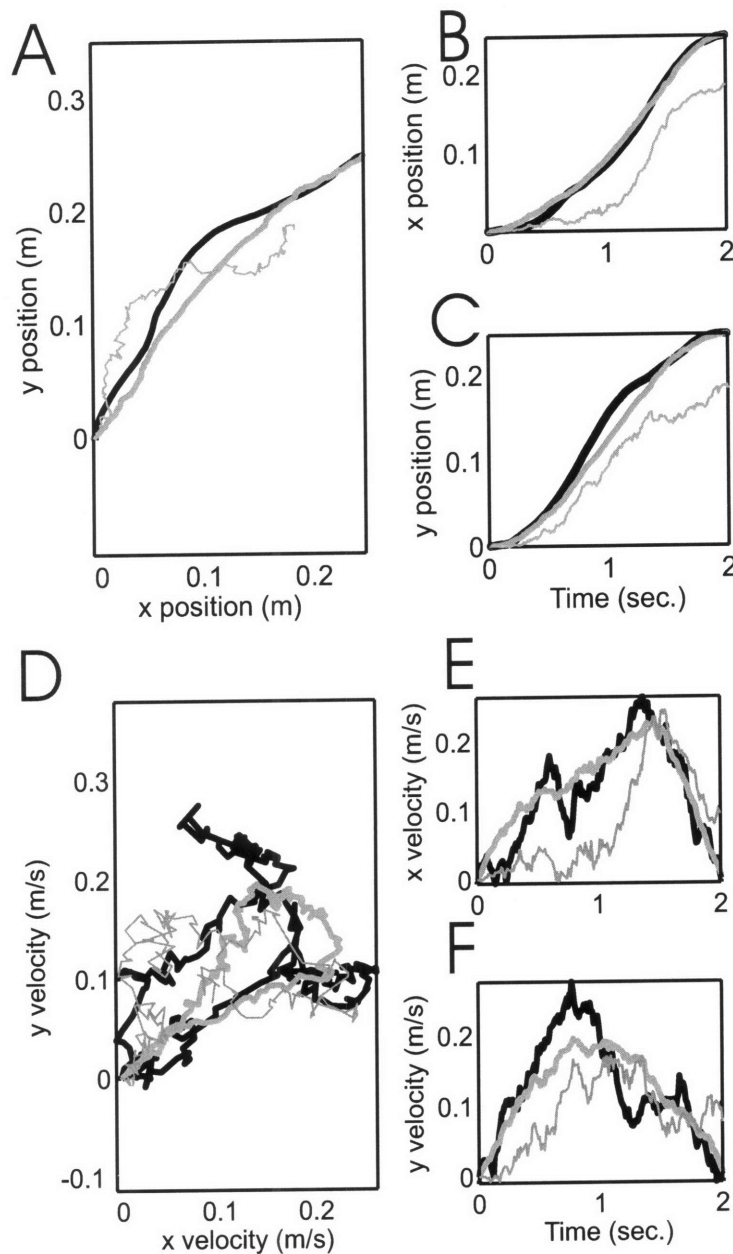 A
0.3
0.2
0.1
0
y position (m)
0
0.1
0.2
x position (m)
B
0.2
0.1
x position (m)
0
1
2
C
0.2
0.1
0
y position (m)
0
1
2
Time (sec.)
D
0.3
0.2
0.1
0
-0.1
y velocity (m/s)
0
0.1
0.2
x velocity (m/s)
E
0.2
0.1
0
x velocity (m/s)
0
1
2
F
0.2
0.1
0
y velocity (m/s)
0
1
2
Time (sec.)